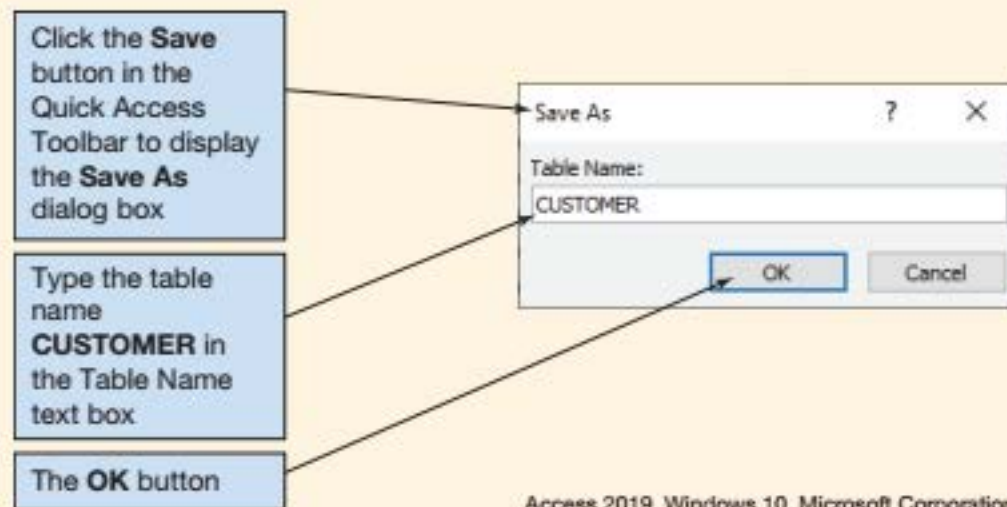 Click the Save
button in the
Quick Access
Toolbar to display
the Save As
dialog box
Save As ? ×
Table Name:
CUSTOMER
OK Cancel
Type the table
name
CUSTOMER in
the Table Name
text box
The OK button
Access 2019, Windows 10, Microsoft Corporation